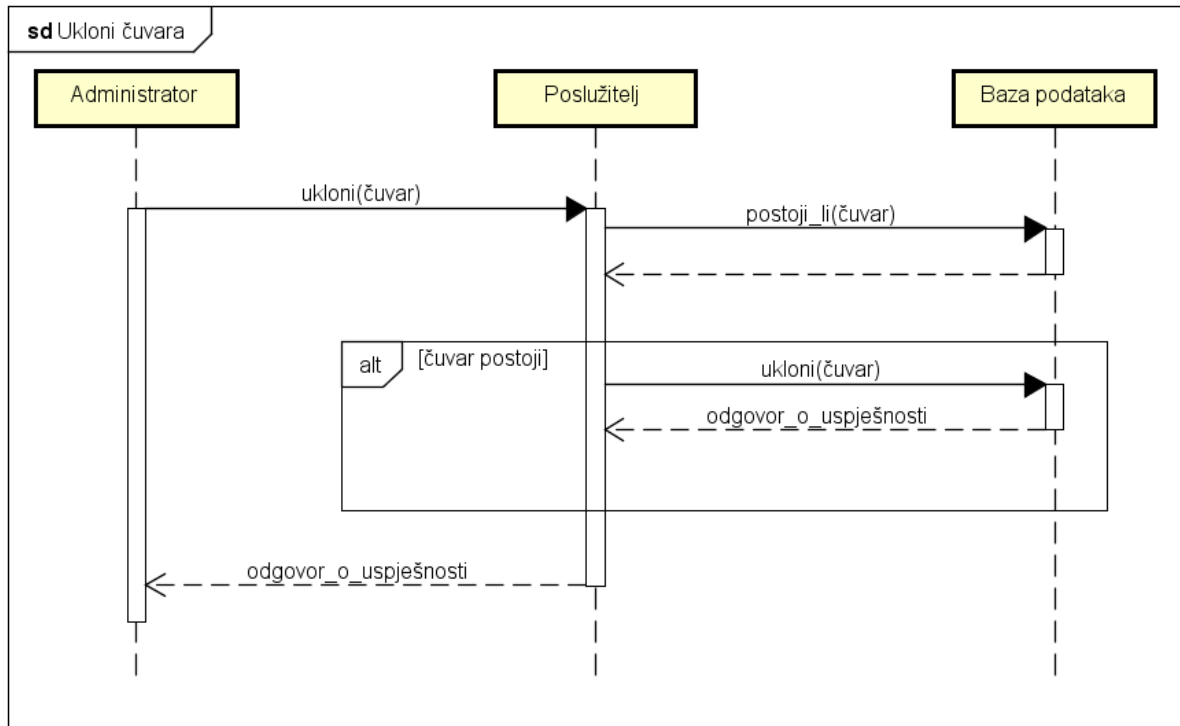 sd Ukloni čuvara
Administrator
Poslužitelj
Baza podataka
ukloni(čuvar)
postoji_li(čuvar)
alt
[čuvar postoji]
ukloni(čuvar)
odgovor_o_uspješnosti
odgovor_o_uspješnosti